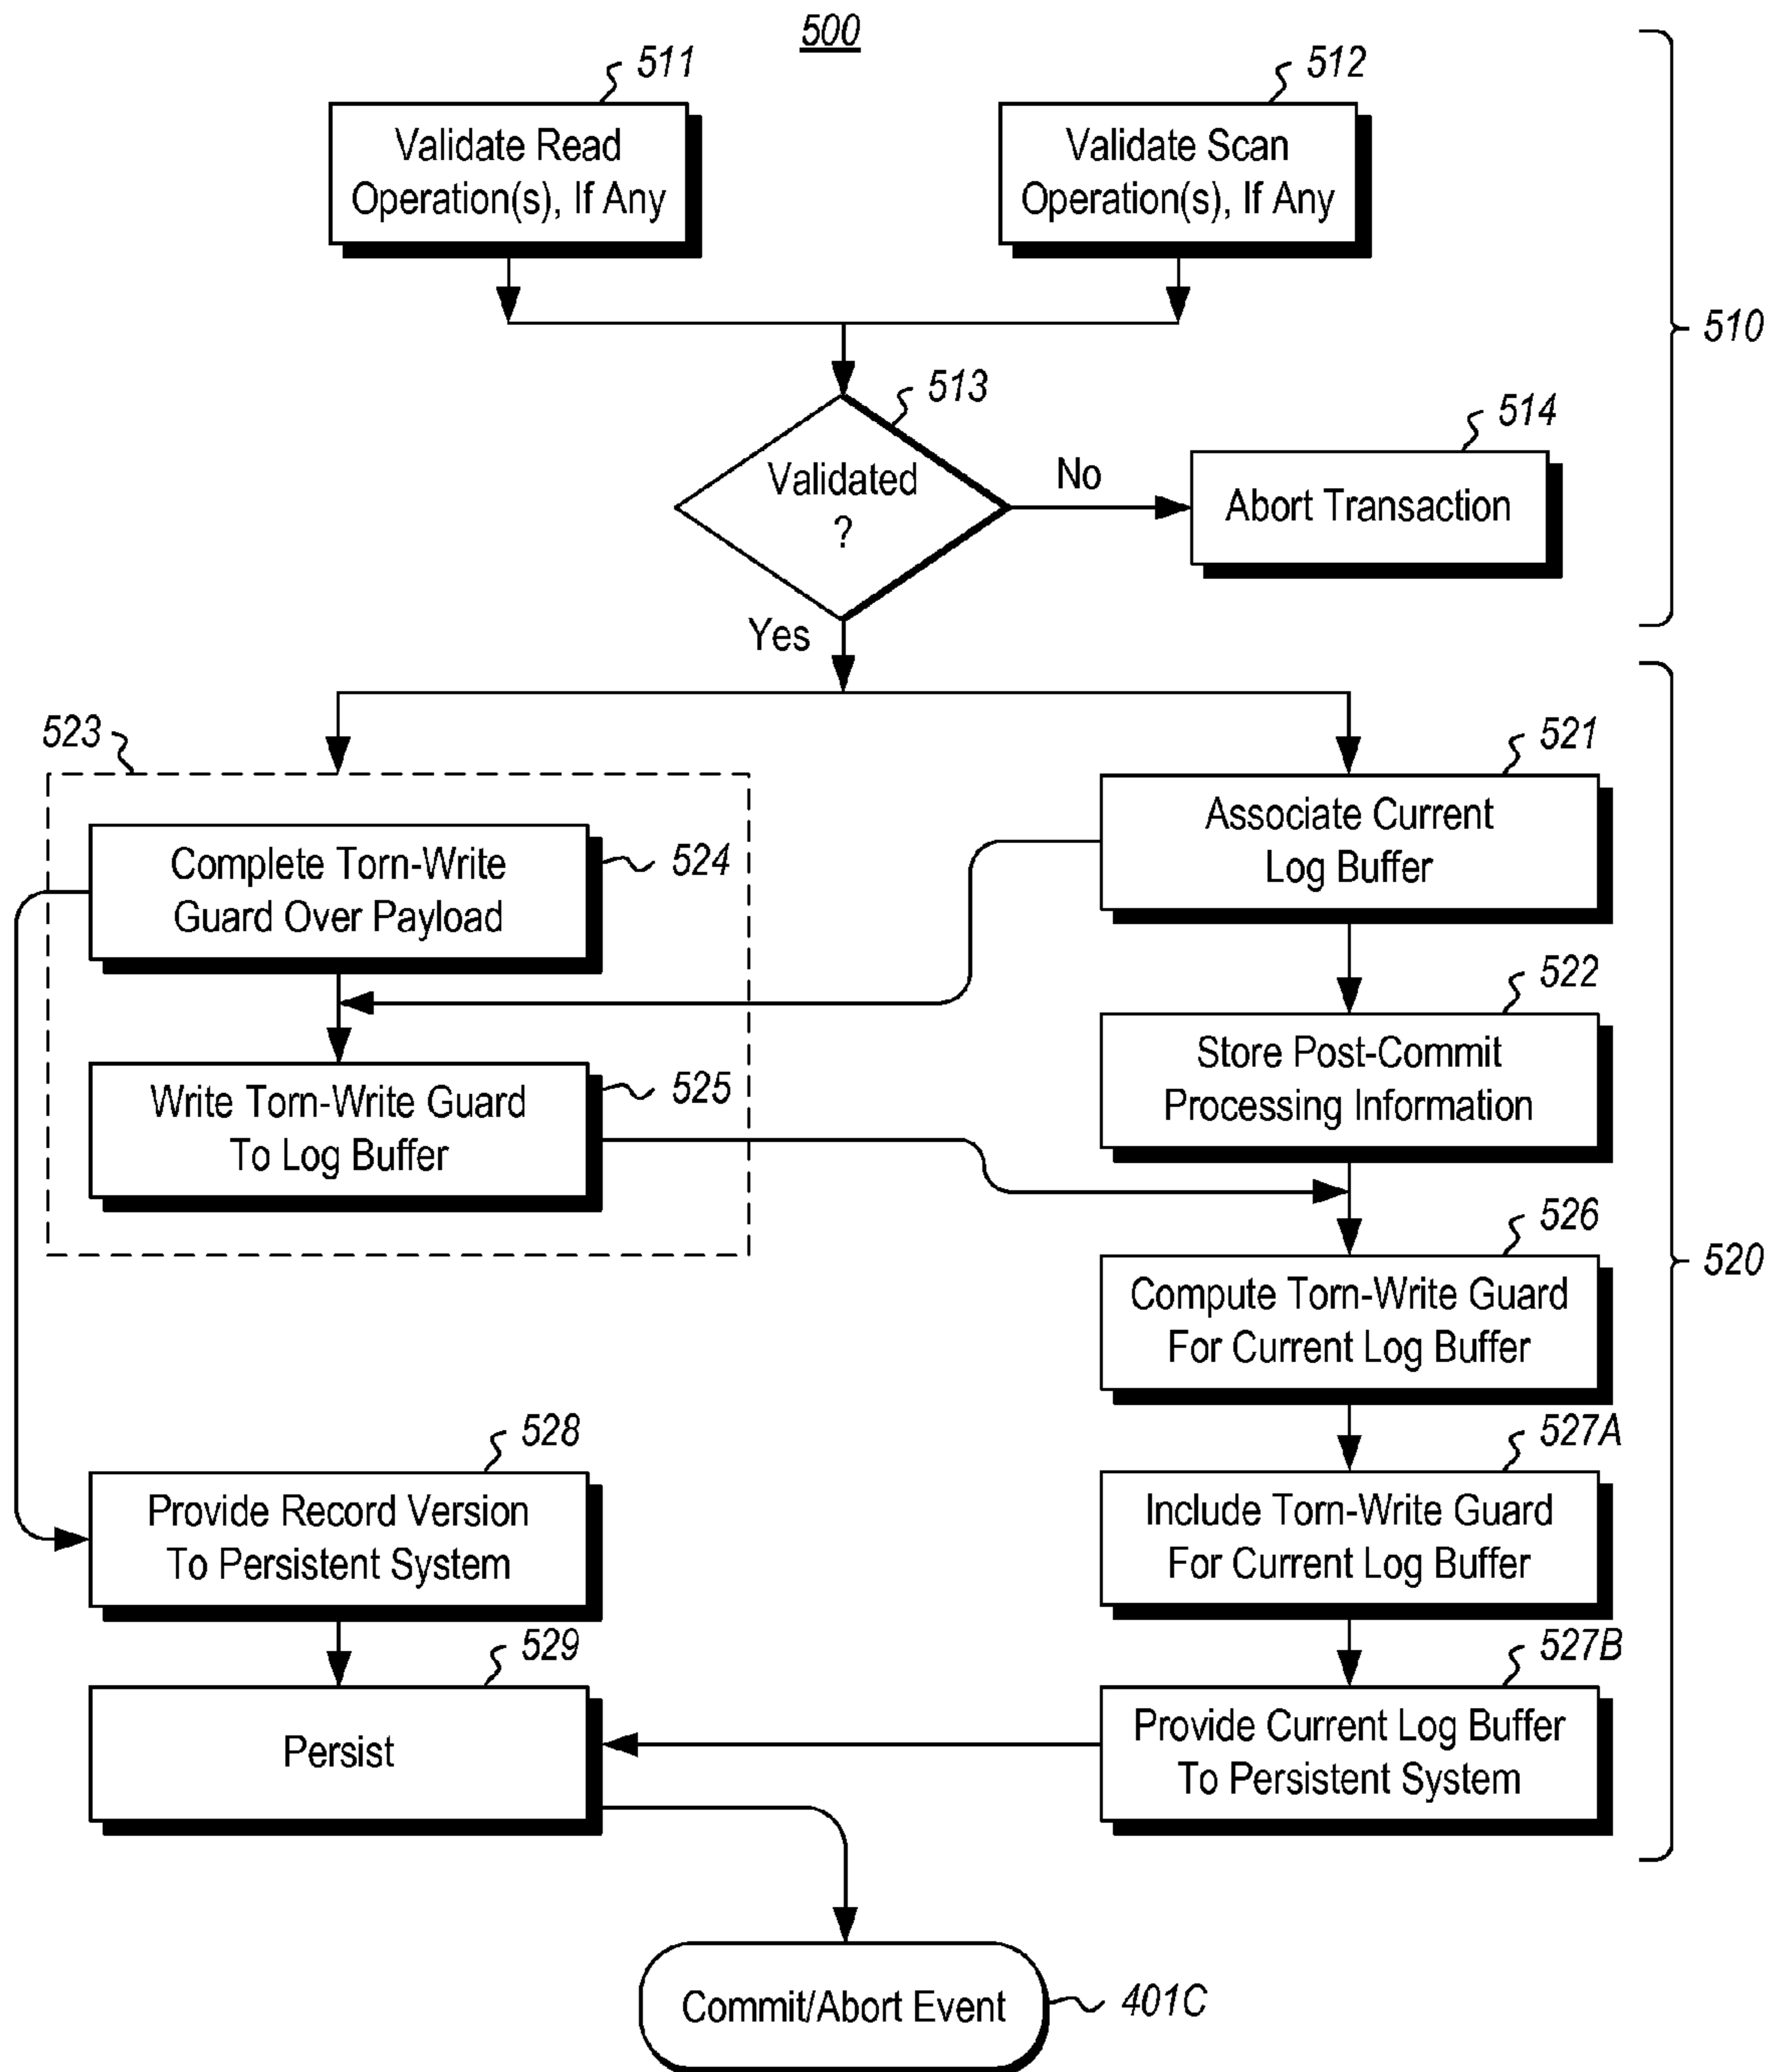 500
511
512
Validate Read
Operation(s), If Any
Validate Scan
Operation(s), If Any
510
513
514
Validated
?
No
Abort Transaction
Yes
523
521
Associate Current
Log Buffer
Complete Torn-Write
Guard Over Payload
524
522
Store Post-Commit
Processing Information
Write Torn-Write Guard
To Log Buffer
525
526
520
Compute Torn-Write Guard
For Current Log Buffer
528
527A
Provide Record Version
To Persistent System
Include Torn-Write Guard
For Current Log Buffer
529
527B
Persist
Provide Current Log Buffer
To Persistent System
Commit/Abort Event
401C